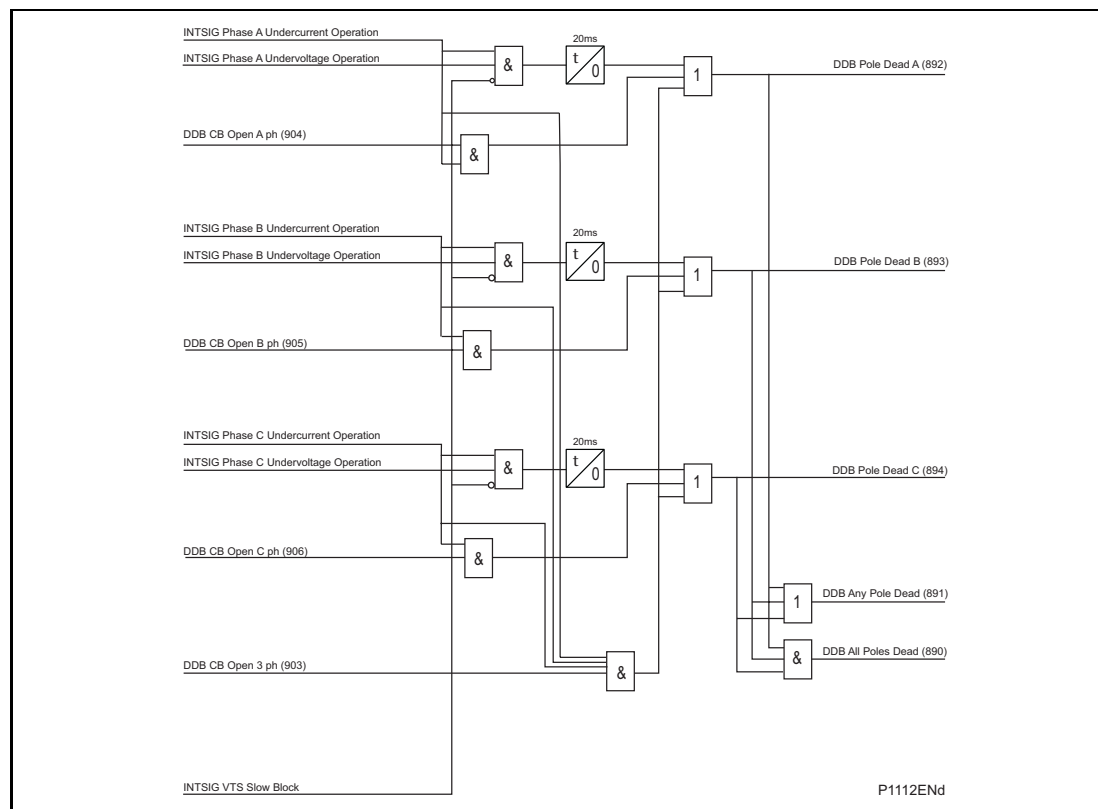 INTSIG Phase A Undercurrent Operation
20ms
INTSIG Phase A Undervoltage Operation
&
t
0
1
DDB Pole Dead A (892)
DDB CB Open A ph (904)
&
INTSIG Phase B Undercurrent Operation
20ms
INTSIG Phase B Undervoltage Operation
&
t
0
1
DDB Pole Dead B (893)
DDB CB Open B ph (905)
&
INTSIG Phase C Undercurrent Operation
20ms
INTSIG Phase C Undervoltage Operation
&
t
0
1
DDB Pole Dead C (894)
DDB CB Open C ph (906)
&
1
DDB Any Pole Dead (891)
DDB CB Open 3 ph (903)
&
&
DDB All Poles Dead (890)
INTSIG VTS Slow Block
P1112ENd